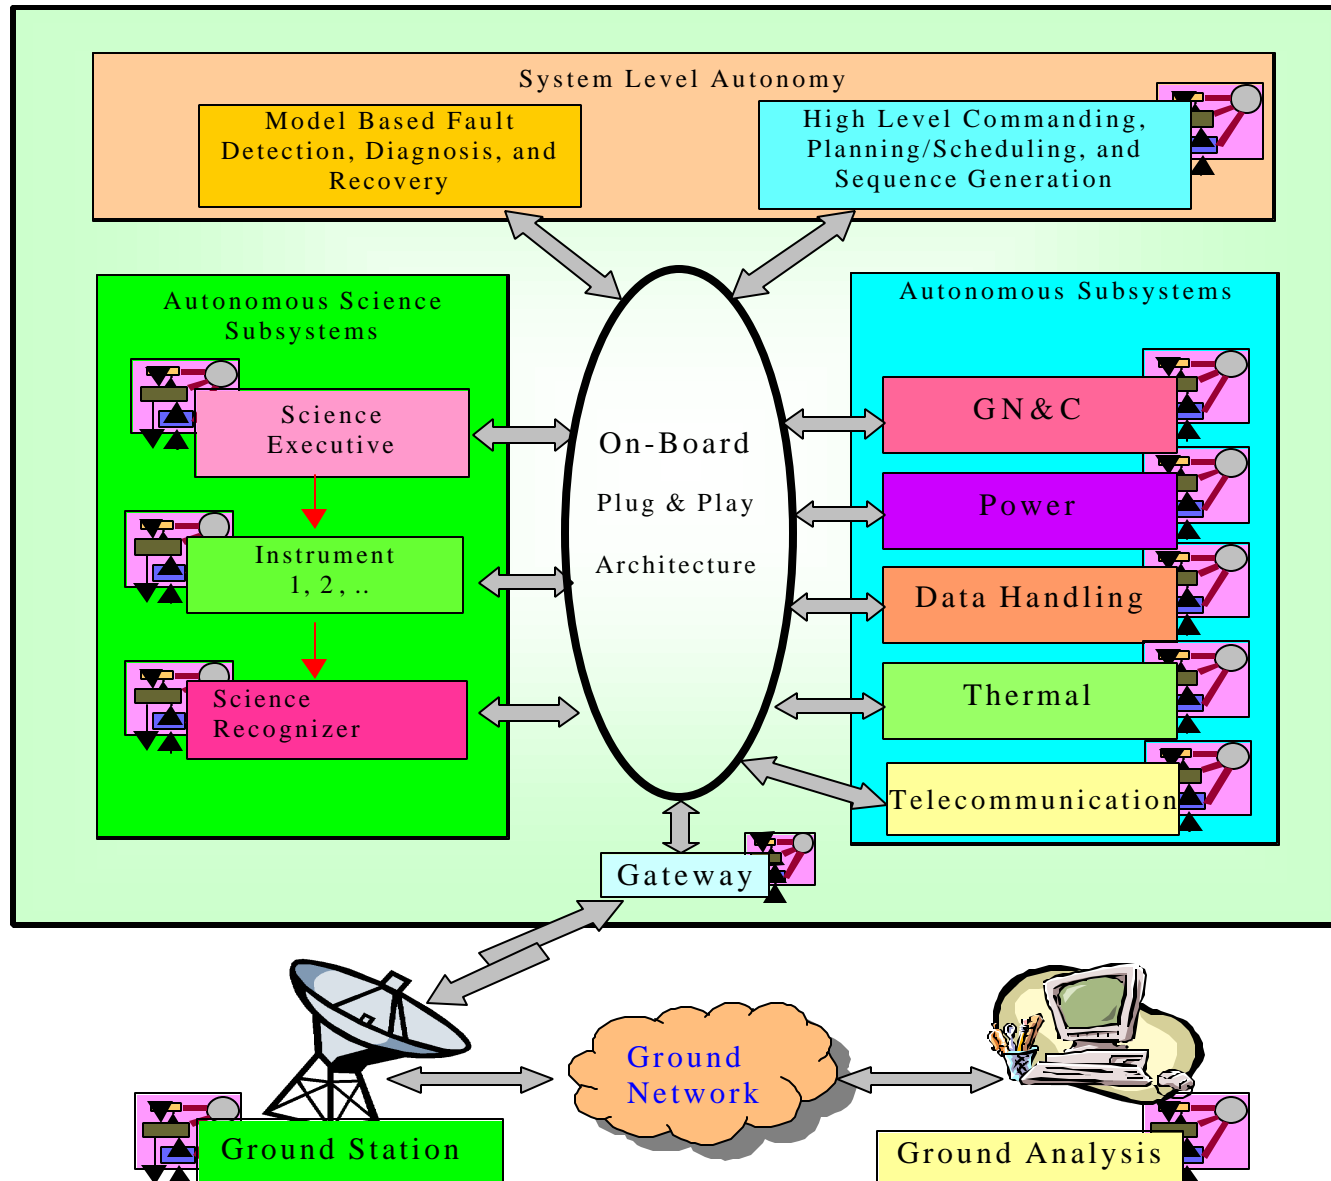 System Level Autonomy
Model Based Fault
Detection, Diagnosis, and
Recovery
High Level Commanding,
Planning/Scheduling, and
Sequence Generation
Autonomous Science
Subsystems
Science
Executive
Instrument
1, 2, ..
Science
Recognizer
On-Board
Plug & Play
Architecture
Autonomous Subsystems
GN&C
Power
Data Handling
Thermal
Telecommunication
Gateway
Ground
Network
Ground Station
Ground Analysis